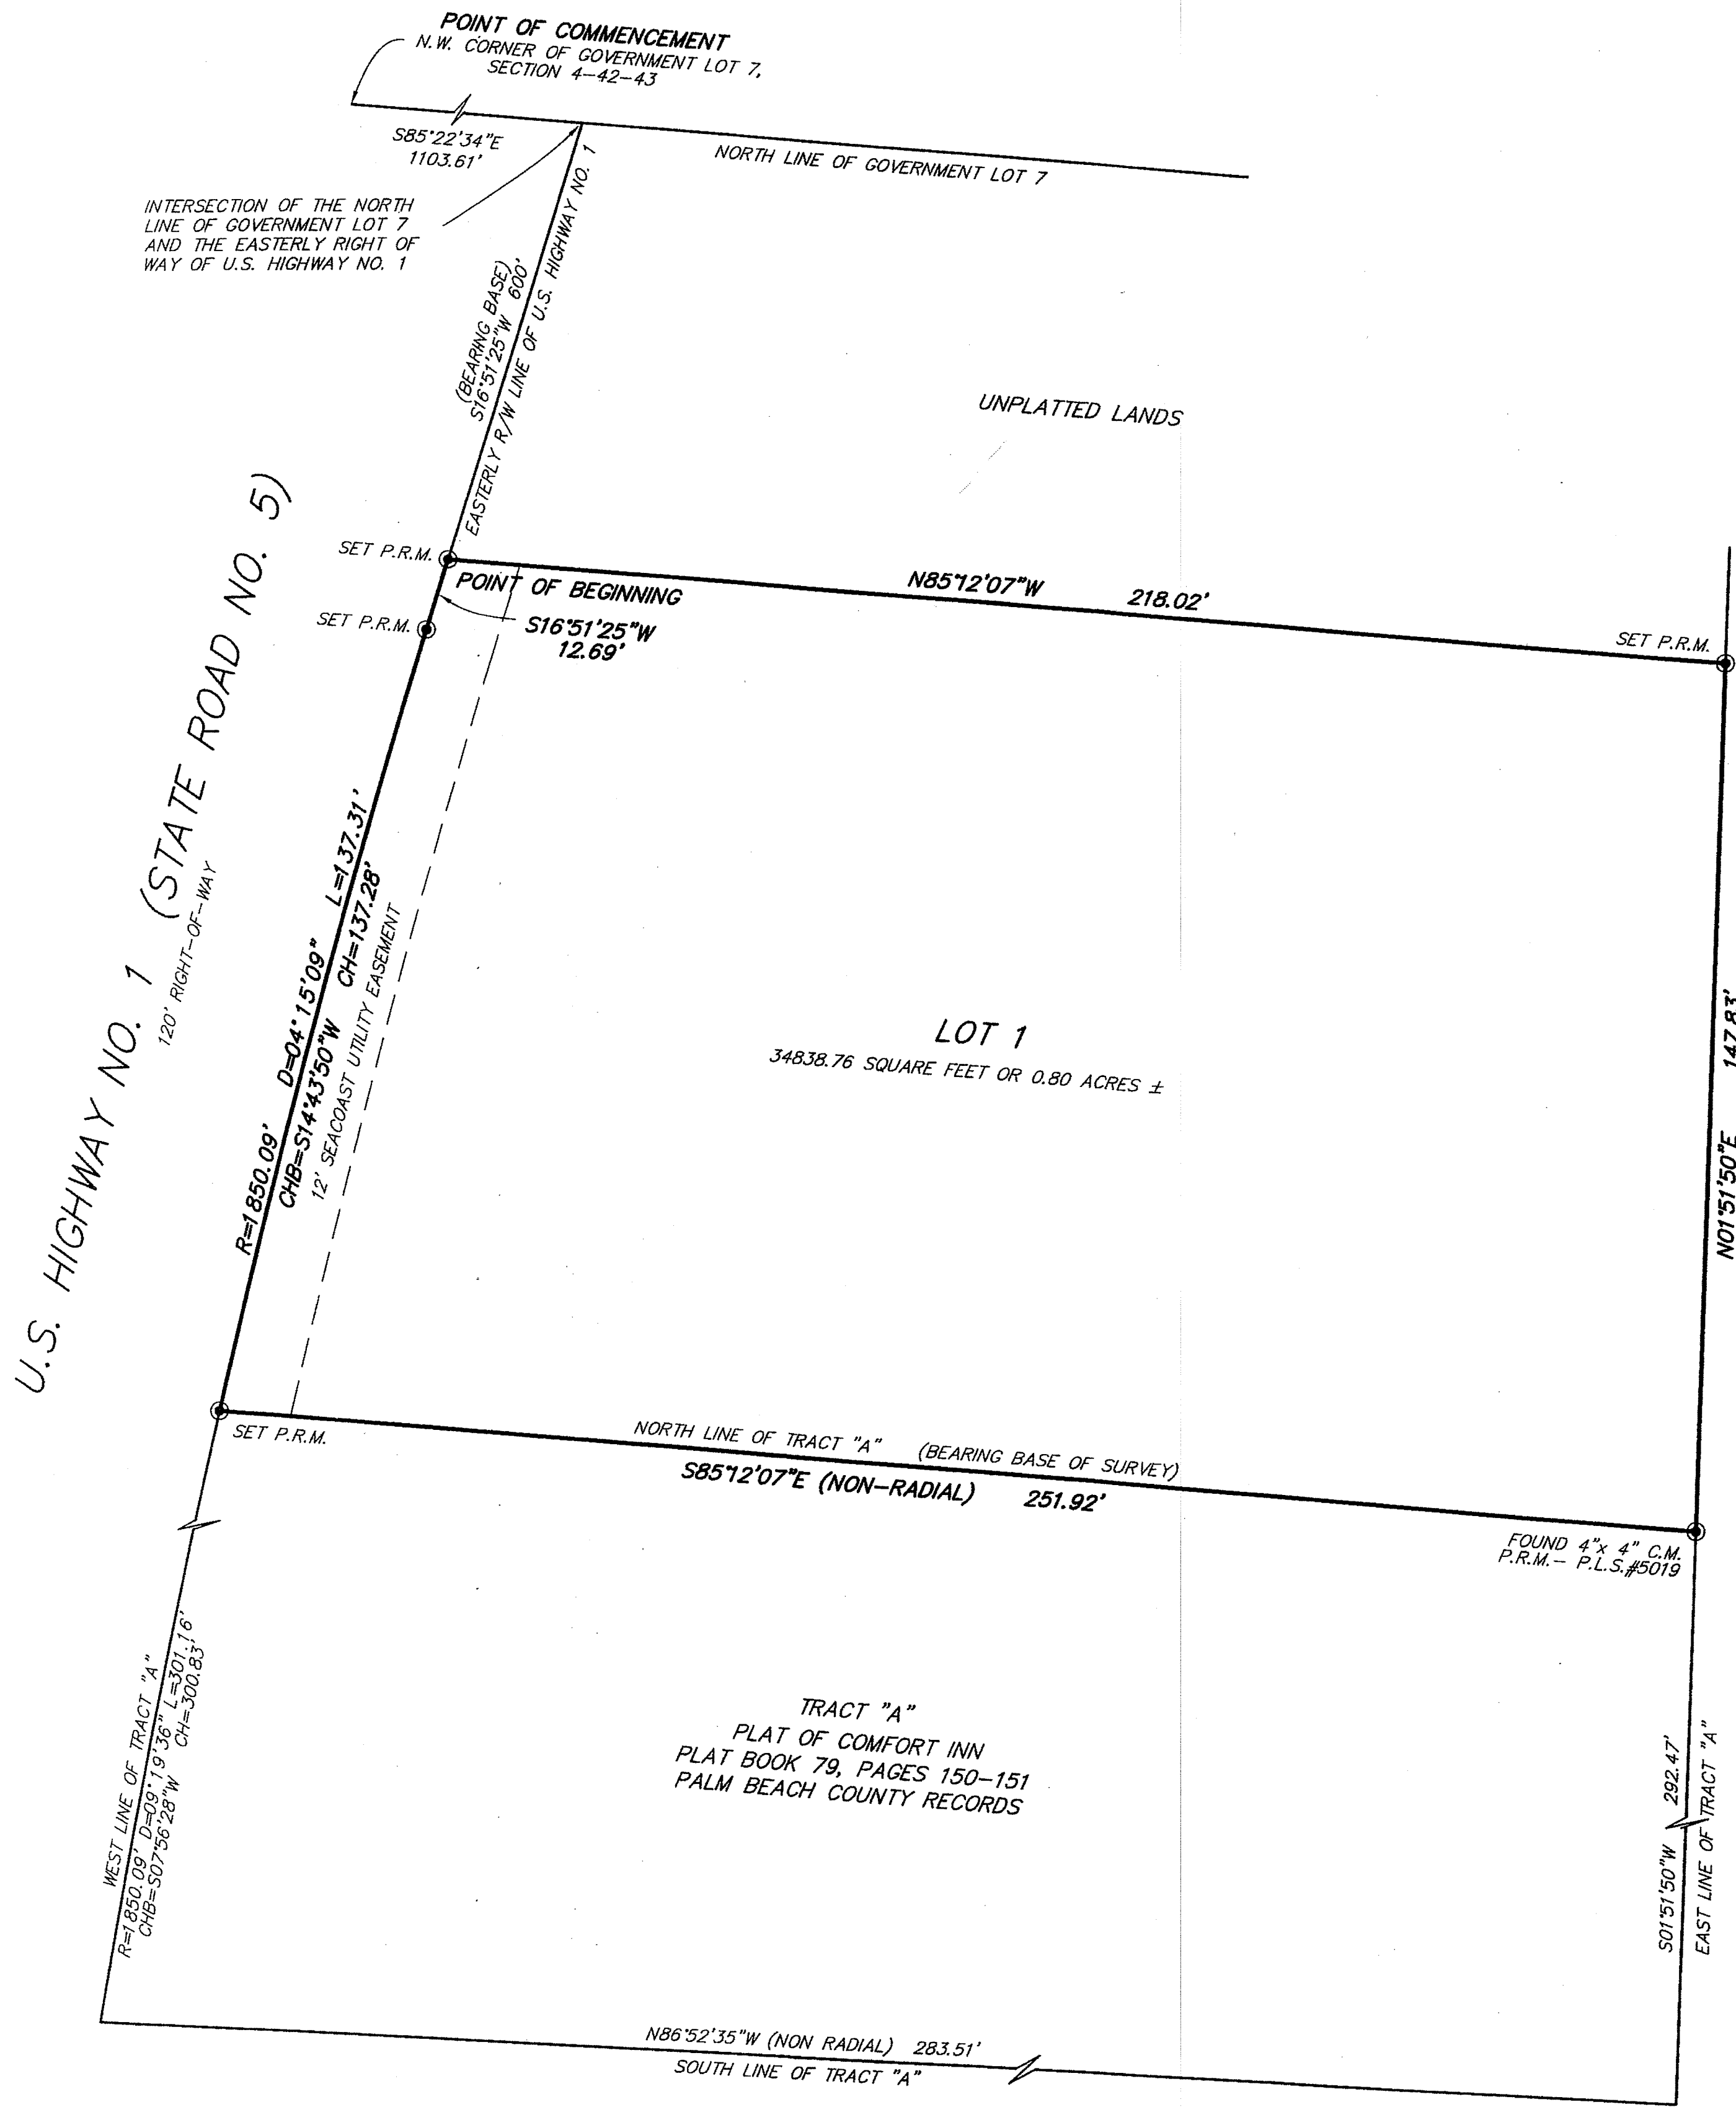 POINT OF COMMENCEMENT
N.W. CORNER OF GOVERNMENT LOT 7,
SECTION 4-42-43
S85°22'34"E
1103.61'
NORTH LINE OF GOVERNMENT LOT 7
INTERSECTION OF THE NORTH
LINE OF GOVERNMENT LOT 7
AND THE EASTERLY RIGHT OF
WAY OF U.S. HIGHWAY NO. 1
(BEARING BASE)
S16°51'25"W 600'
EASTERLY R/W LINE OF U.S. HIGHWAY NO. 1
UNPLATTED LANDS
SET P.R.M.
POINT OF BEGINNING
N85°12'07"W 218.02'
SET P.R.M.
SET P.R.M.
S16°51'25"W
12.69'
U.S. HIGHWAY NO. 1 (STATE ROAD NO. 5)
120' RIGHT-OF-WAY
R=1850.09' D=04°15'09" L=137.31'
CHB=S14°43'50"W CH=137.28'
12' SEACOAST UTILITY EASEMENT
LOT 1
34838.76 SQUARE FEET OR 0.80 ACRES ±
N01°51'50"E 147.83'
SET P.R.M.
NORTH LINE OF TRACT "A" (BEARING BASE OF SURVEY)
S85°12'07"E (NON-RADIAL) 251.92'
FOUND 4"x 4" C.M.
P.R.M.- P.L.S.#5019
WEST LINE OF TRACT "A"
R=1850.09' D=09°19'36" L=301.16'
CHB=S07°56'28"W CH=300.83'
TRACT "A"
PLAT OF COMFORT INN
PLAT BOOK 79, PAGES 150-151
PALM BEACH COUNTY RECORDS
S01°51'50"W 292.47'
EAST LINE OF TRACT "A"
N86°52'35"W (NON RADIAL) 283.51'
SOUTH LINE OF TRACT "A"